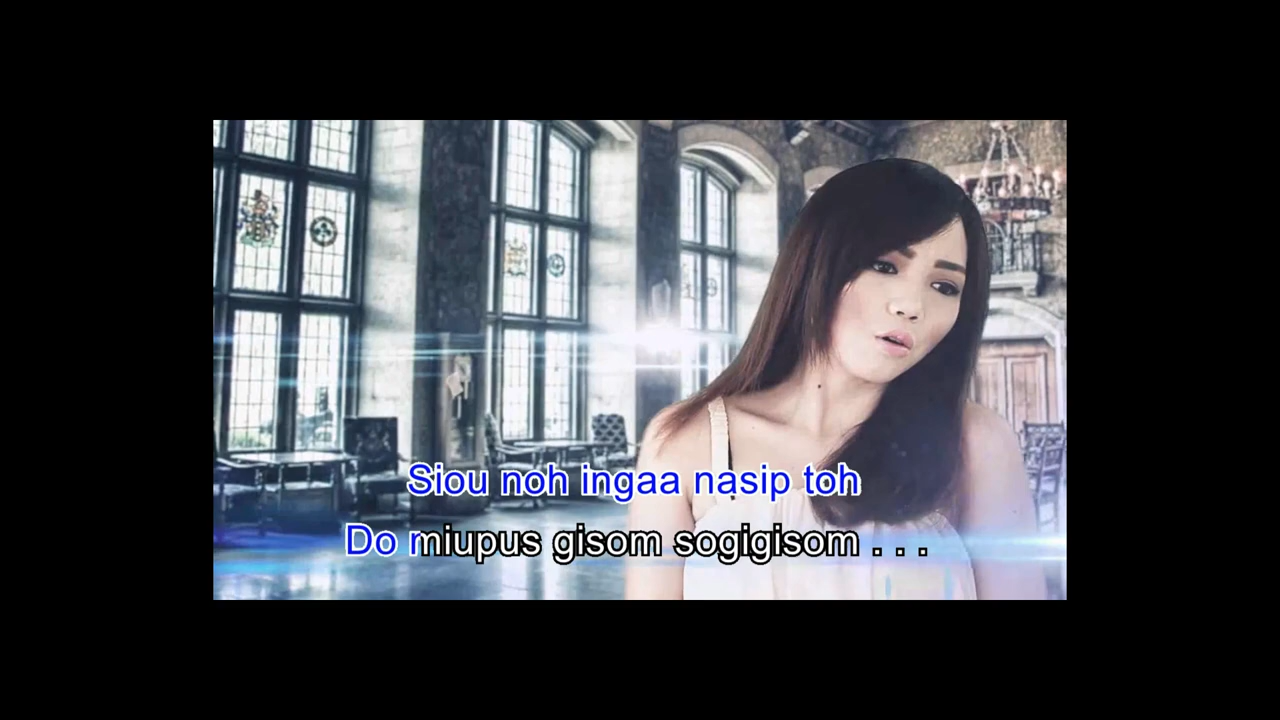 Siou noh ingaa nasip toh
Do miupus gisom sogigisom . . .